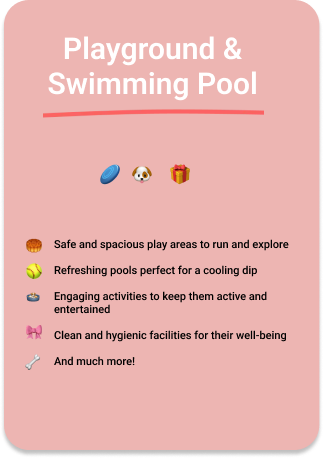 Playground &
Swimming Pool
Safe and spacious play areas to run and explore
Refreshing pools perfect for a cooling dip
Engaging activities to keep them active and
entertained
Clean and hygienic facilities for their well-being
And much more!